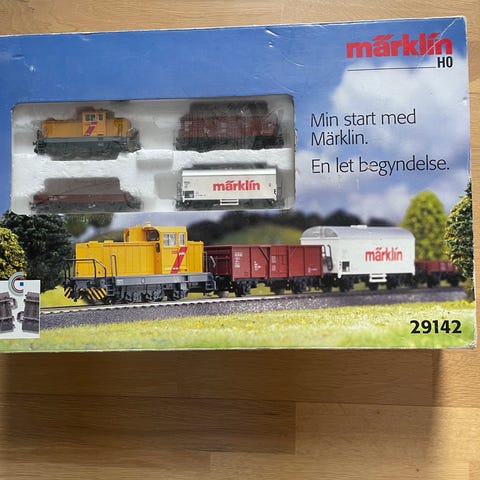 märklin
H0
Min start med
Märklin.
En let begyndelse.
märklin
märklin
29142